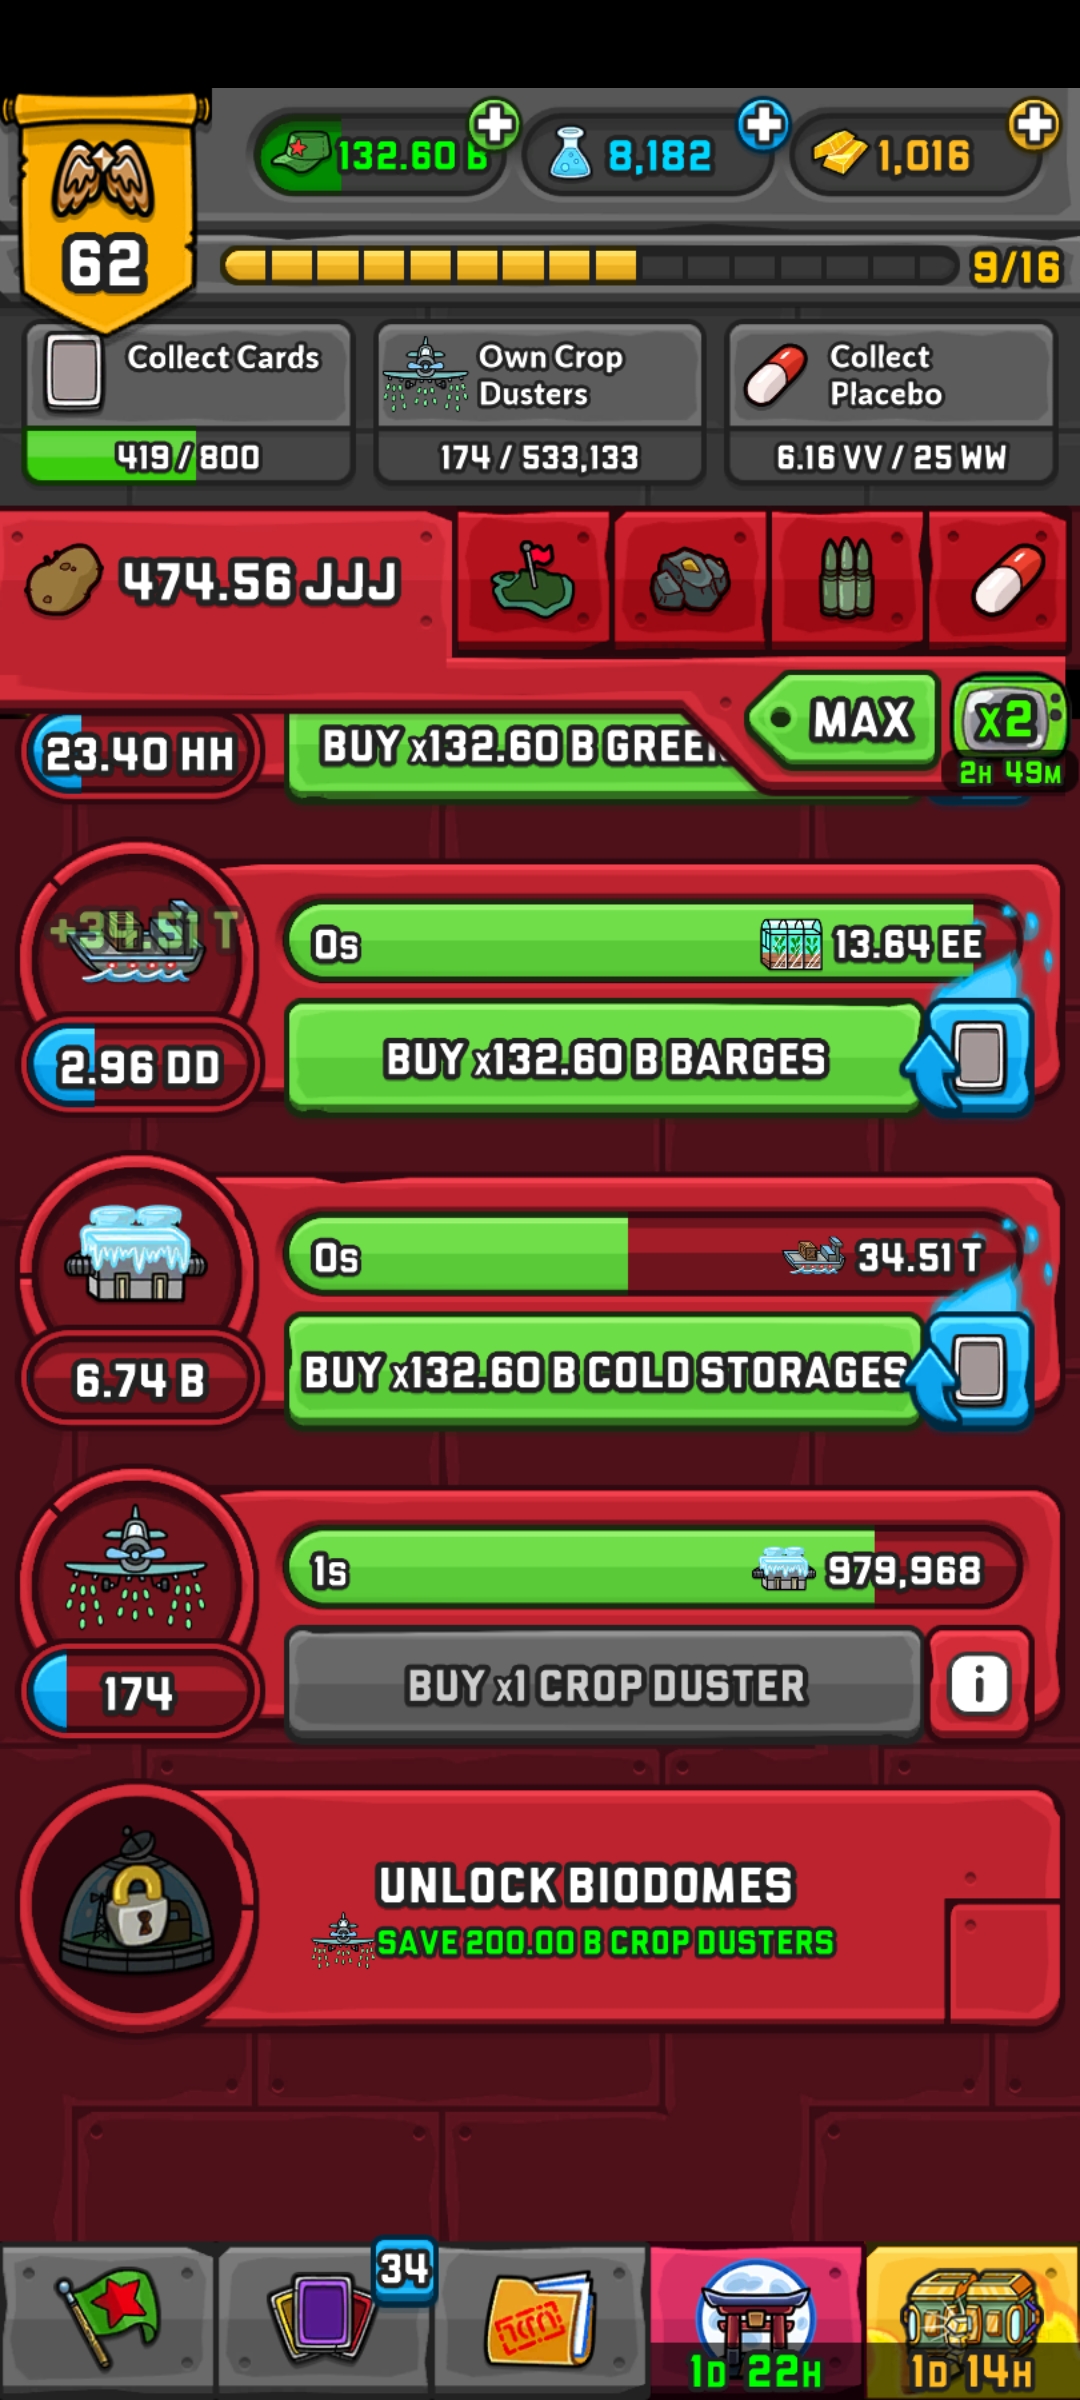 132.60 B
8,182
1,016
62
9/16
Collect Cards
419 / 800
Own Crop
Dusters
174 / 533,133
Collect
Placebo
6.16 VV / 25 WW
474.56 JJJ
MAX
x2
2H 49M
23.40 HH
BUY x132.60 B GREEN
+34.51 T
0s
13.64 EE
2.96 DD
BUY x132.60 B BARGES
0s
34.51 T
6.74 B
BUY x132.60 B COLD STORAGES
1s
979,968
174
BUY x1 CROP DUSTER
i
UNLOCK BIODOMES
SAVE 200.00 B CROP DUSTERS
34
1D 22H
1D 14H